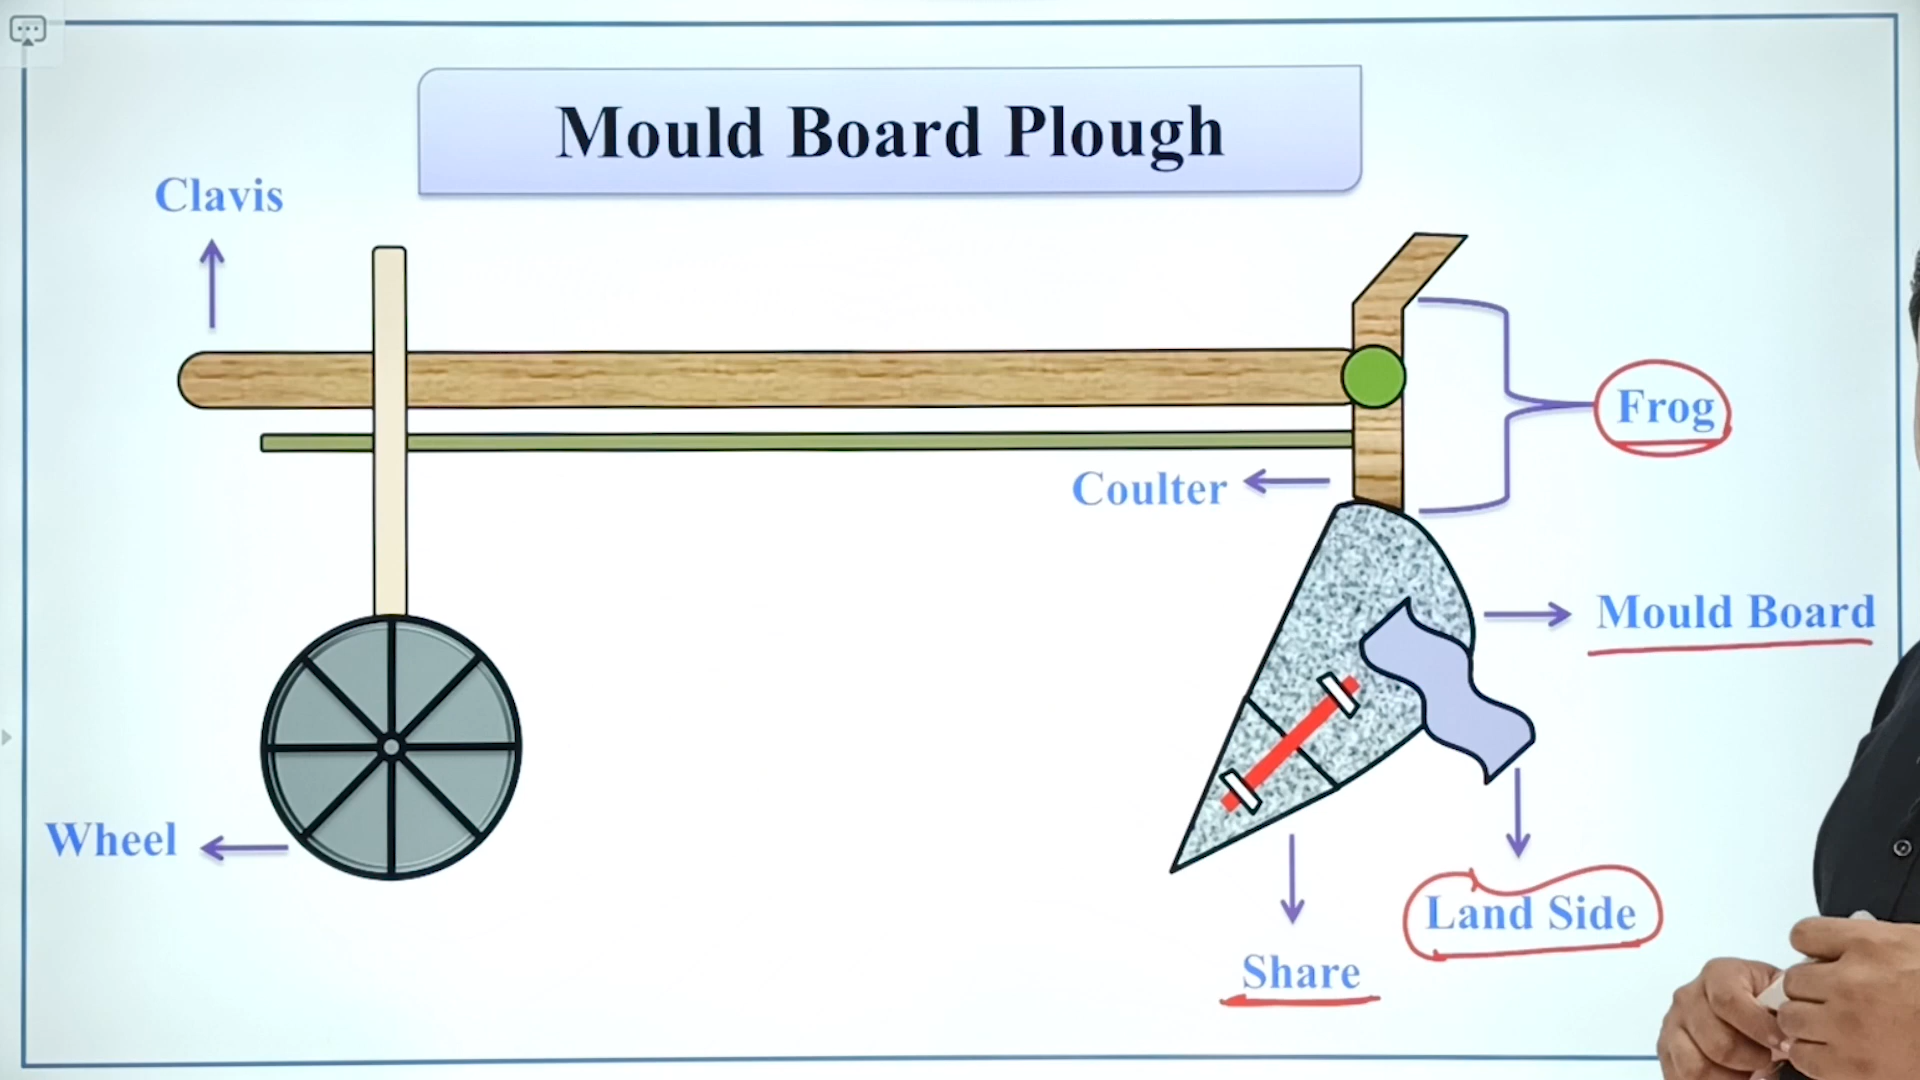 Mould Board Plough
Clavis
Frog
Coulter
Mould Board
Wheel
Land Side
Share